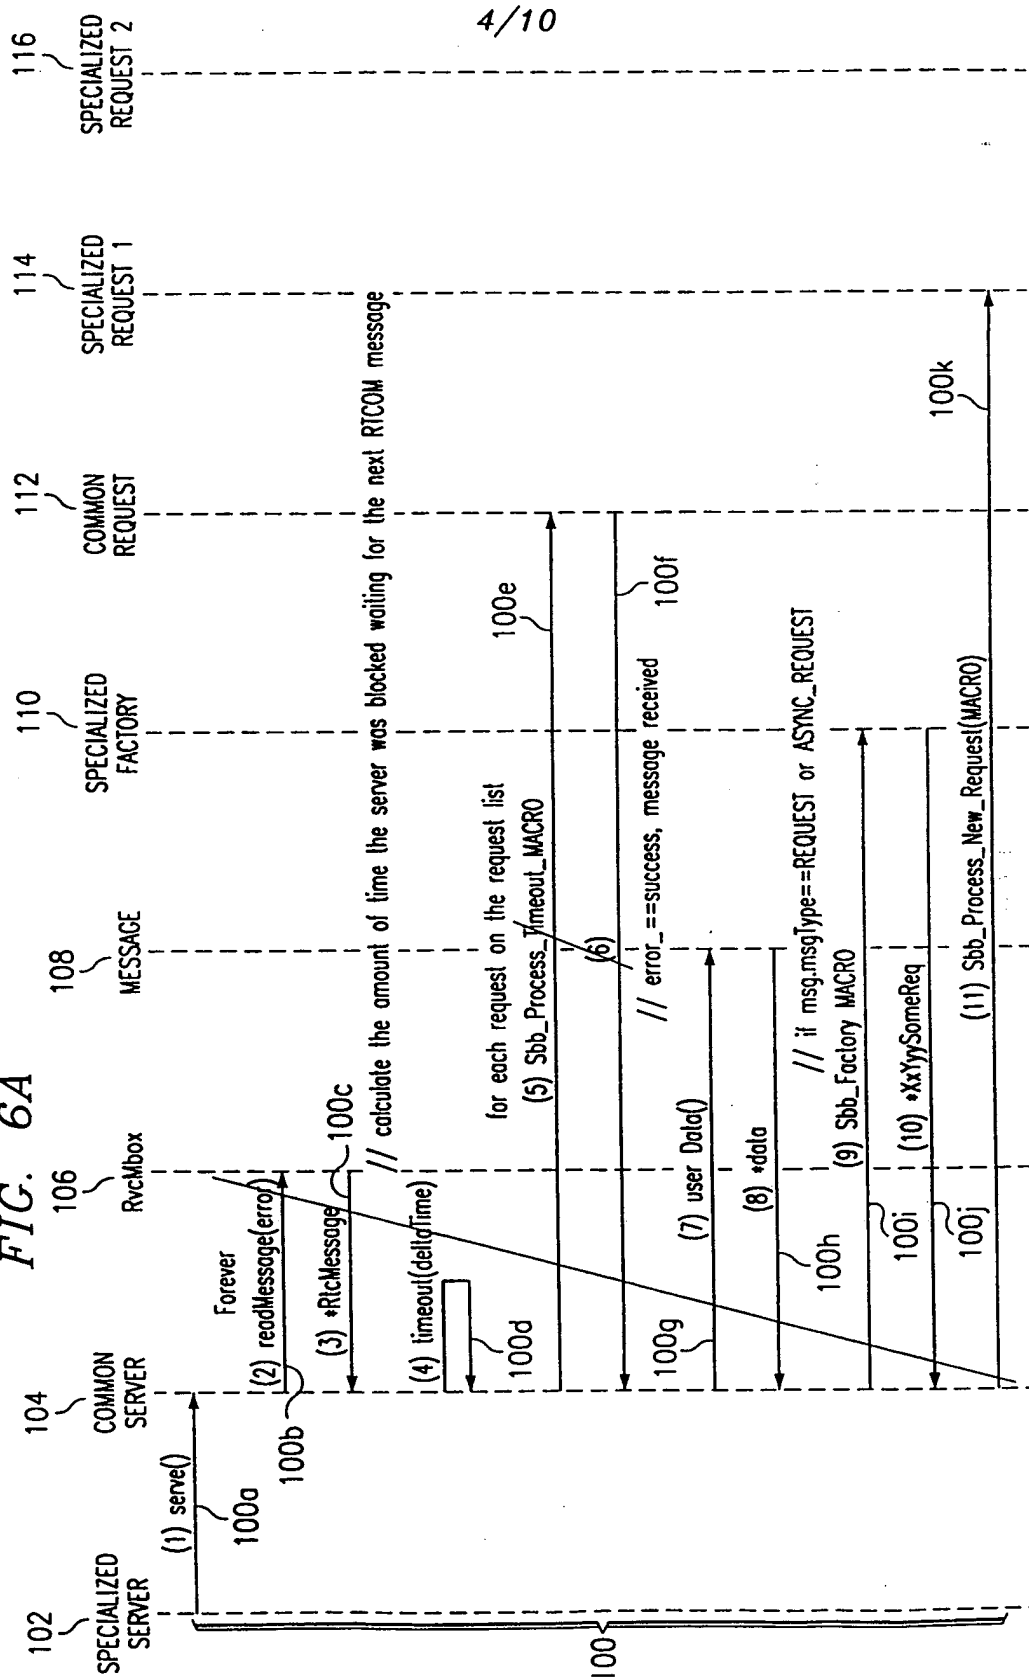 4/10
FIG. 6A
102
SPECIALIZED
SERVER
104
COMMON
SERVER
106
RvcMbox
108
MESSAGE
110
SPECIALIZED
FACTORY
112
COMMON
REQUEST
114
SPECIALIZED
REQUEST 1
116
SPECIALIZED
REQUEST 2
(1) serve()
100a
Forever
(2) readMessage(error)
100b
(3) *RtcMessage
100c
// calculate the amount of time the server was blocked waiting for the next RTCOM message
(4) timeout(deltaTime)
100d
for each request on the request list
(5) Sbb_Process_Timeout_MACRO
100e
(6)
100f
// error_==success, message received
(7) user Data()
100g
(8) *data
100h
// if msg.msgType==REQUEST or ASYNC_REQUEST
(9) Sbb_Factory MACRO
100i
(10) *XxYyySomeReq
100j
(11) Sbb_Process_New_Request(MACRO)
100k
100